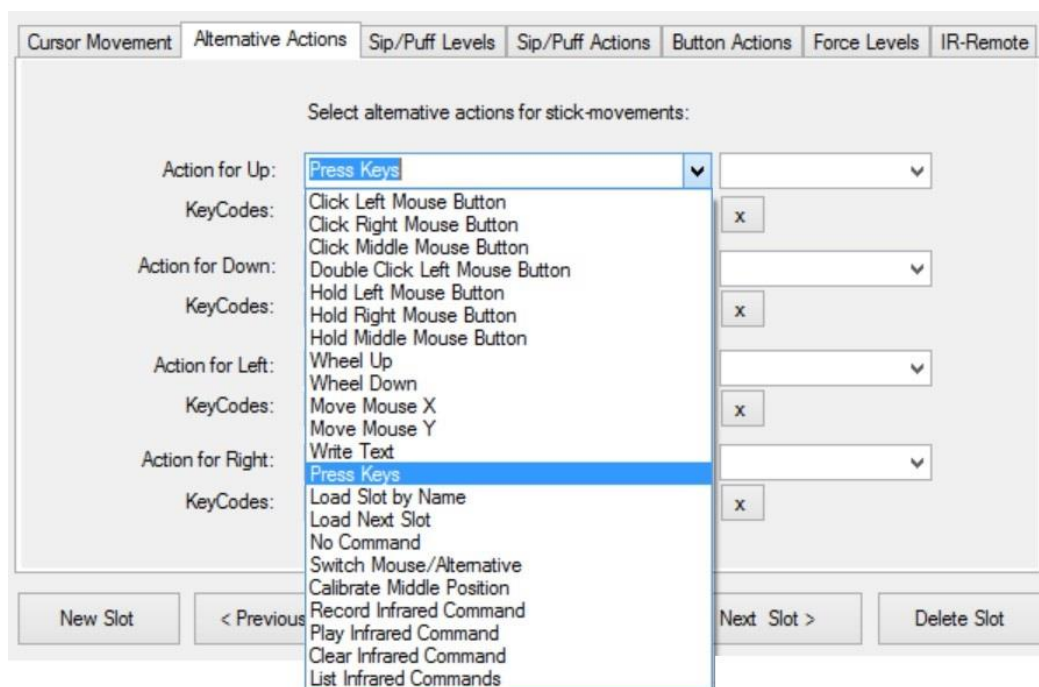 Cursor Movement Alternative Actions Sip/Puff Levels Sip/Puff Actions Button Actions Force Levels IR-Remote
Select alternative actions for stick-movements:
Action for Up: Press Keys
KeyCodes: x
Action for Down:
KeyCodes: x
Action for Left:
KeyCodes: x
Action for Right:
KeyCodes: x
Click Left Mouse Button
Click Right Mouse Button
Click Middle Mouse Button
Double Click Left Mouse Button
Hold Left Mouse Button
Hold Right Mouse Button
Hold Middle Mouse Button
Wheel Up
Wheel Down
Move Mouse X
Move Mouse Y
Write Text
Press Keys
Load Slot by Name
Load Next Slot
No Command
Switch Mouse/Alternative
Calibrate Middle Position
Record Infrared Command
Play Infrared Command
Clear Infrared Command
List Infrared Commands
New Slot < Previous Next Slot > Delete Slot